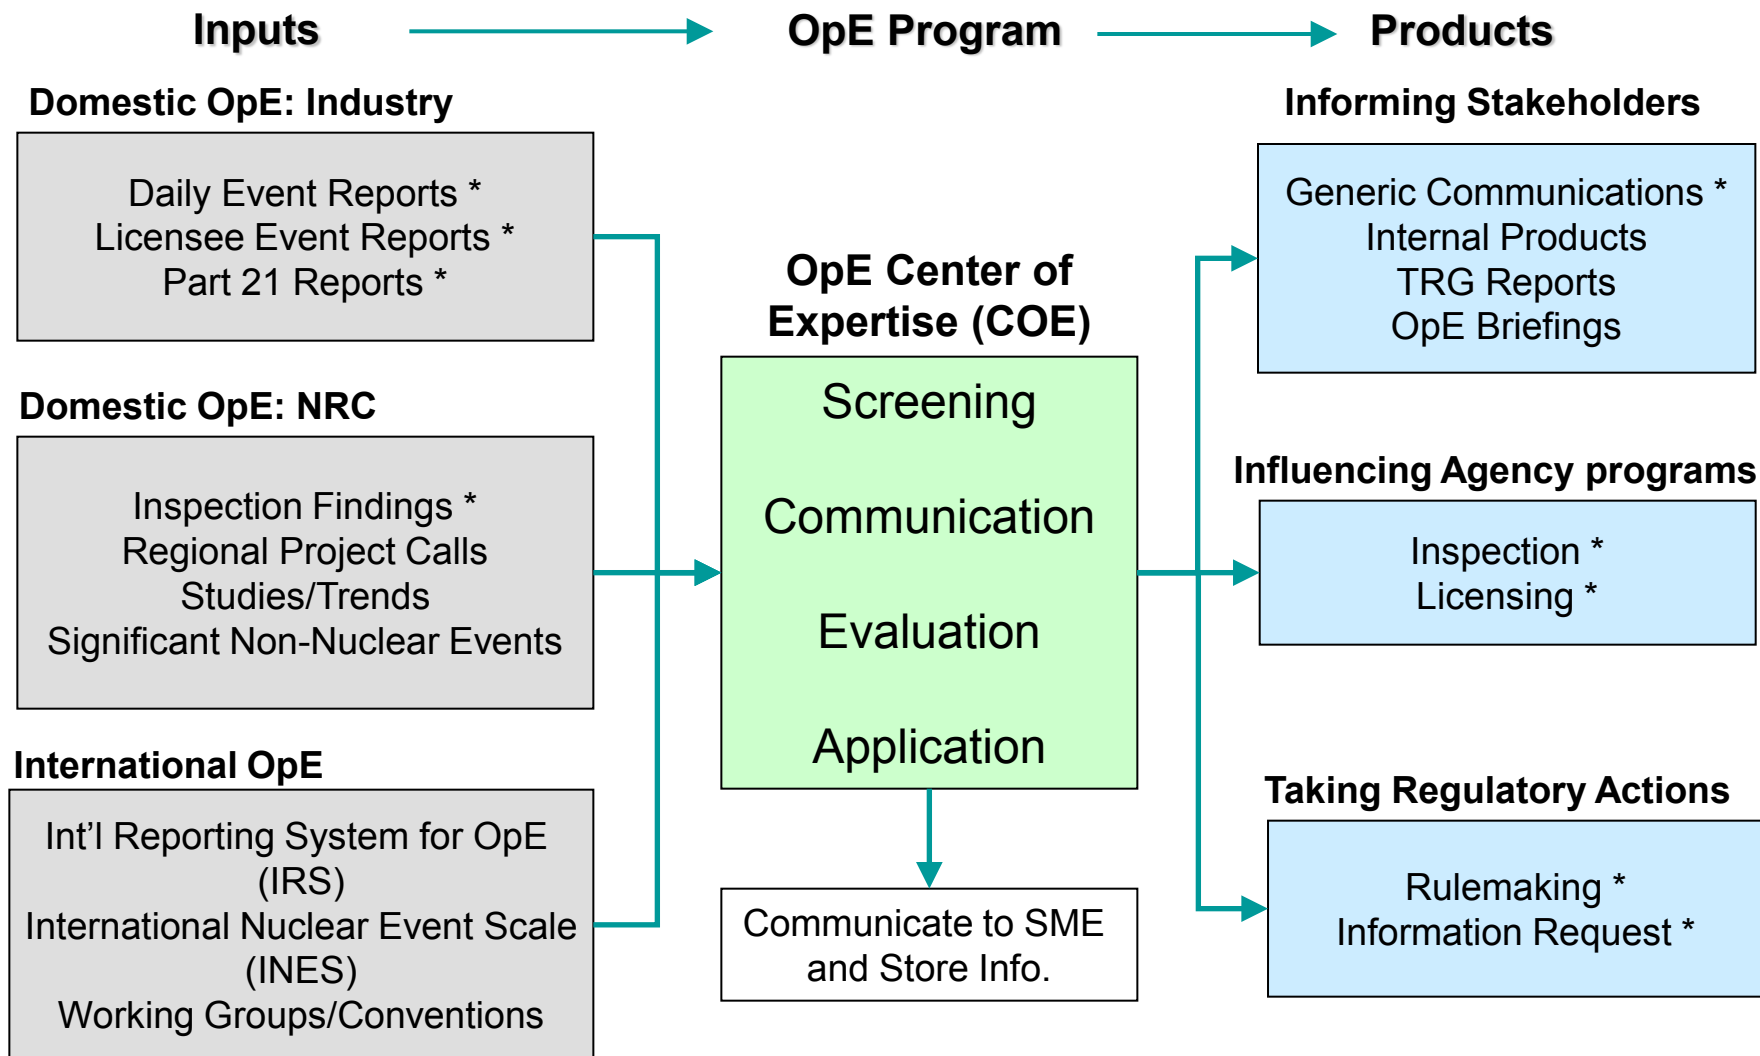 Inputs
OpE Program
Products
Domestic OpE: Industry
Daily Event Reports *
Licensee Event Reports *
Part 21 Reports *
Domestic OpE: NRC
Inspection Findings *
Regional Project Calls
Studies/Trends
Significant Non-Nuclear Events
International OpE
Int’l Reporting System for OpE
(IRS)
International Nuclear Event Scale
(INES)
Working Groups/Conventions
OpE Center of
Expertise (COE)
Screening
Communication
Evaluation
Application
Communicate to SME
and Store Info.
Informing Stakeholders
Generic Communications *
Internal Products
TRG Reports
OpE Briefings
Influencing Agency programs
Inspection *
Licensing *
Taking Regulatory Actions
Rulemaking *
Information Request *